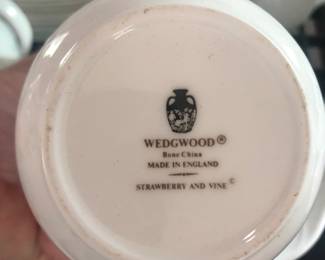 WEDGWOOD®
Bone China
MADE IN ENGLAND
STRAWBERRY AND VINE ©